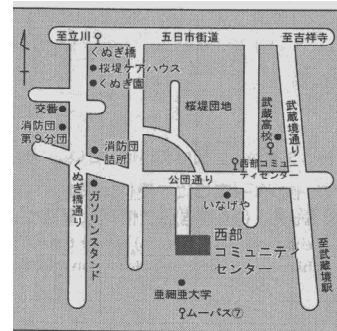 至立川
五日市街道
至吉祥寺
くぬぎ橋
桜堤ケアハウス
くぬぎ園
交番
消防団
第9分団
消防団
詰所
桜堤団地
武蔵高校
武蔵境通り
西部コミュニ
ティセンター
公団通り
くぬぎ橋通り
ガソリンスタンド
いなげや
西部
コミュニティ
センター
至武蔵境駅
亜細亜大学
ムーバス⑦